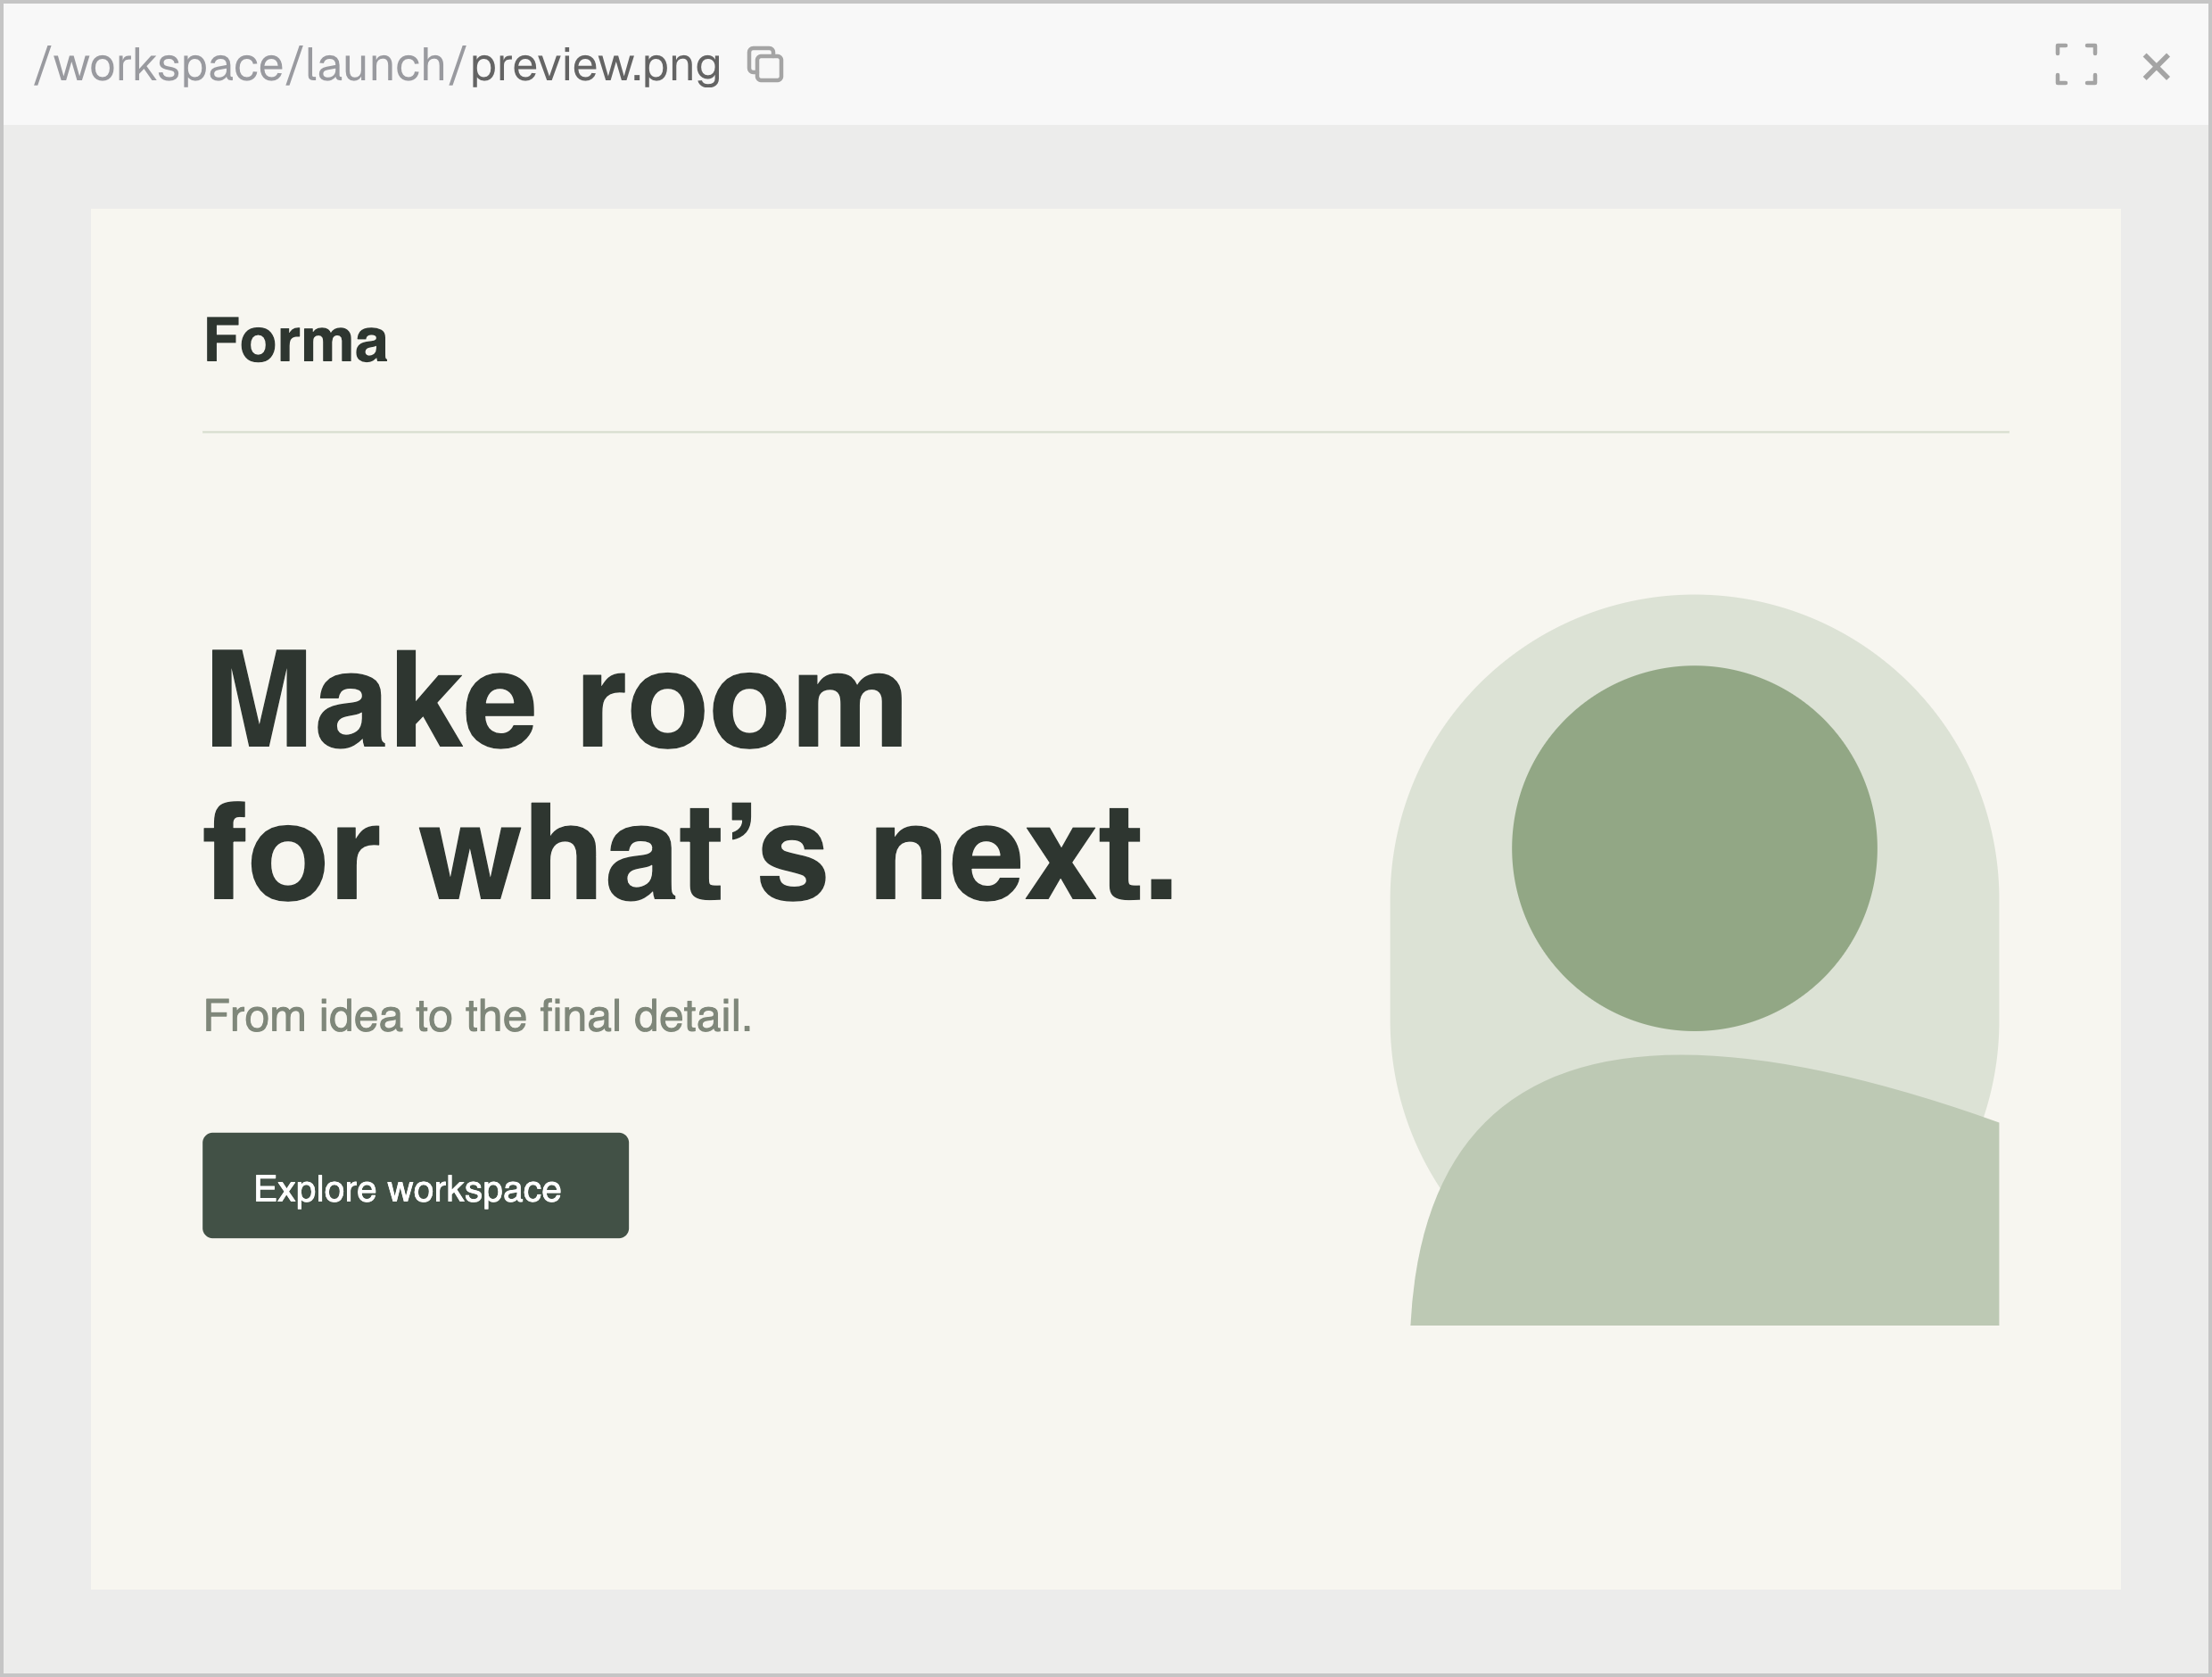 /workspace/launch/preview.png
Forma
Make room
for what’s next.
From idea to the final detail.
Explore workspace